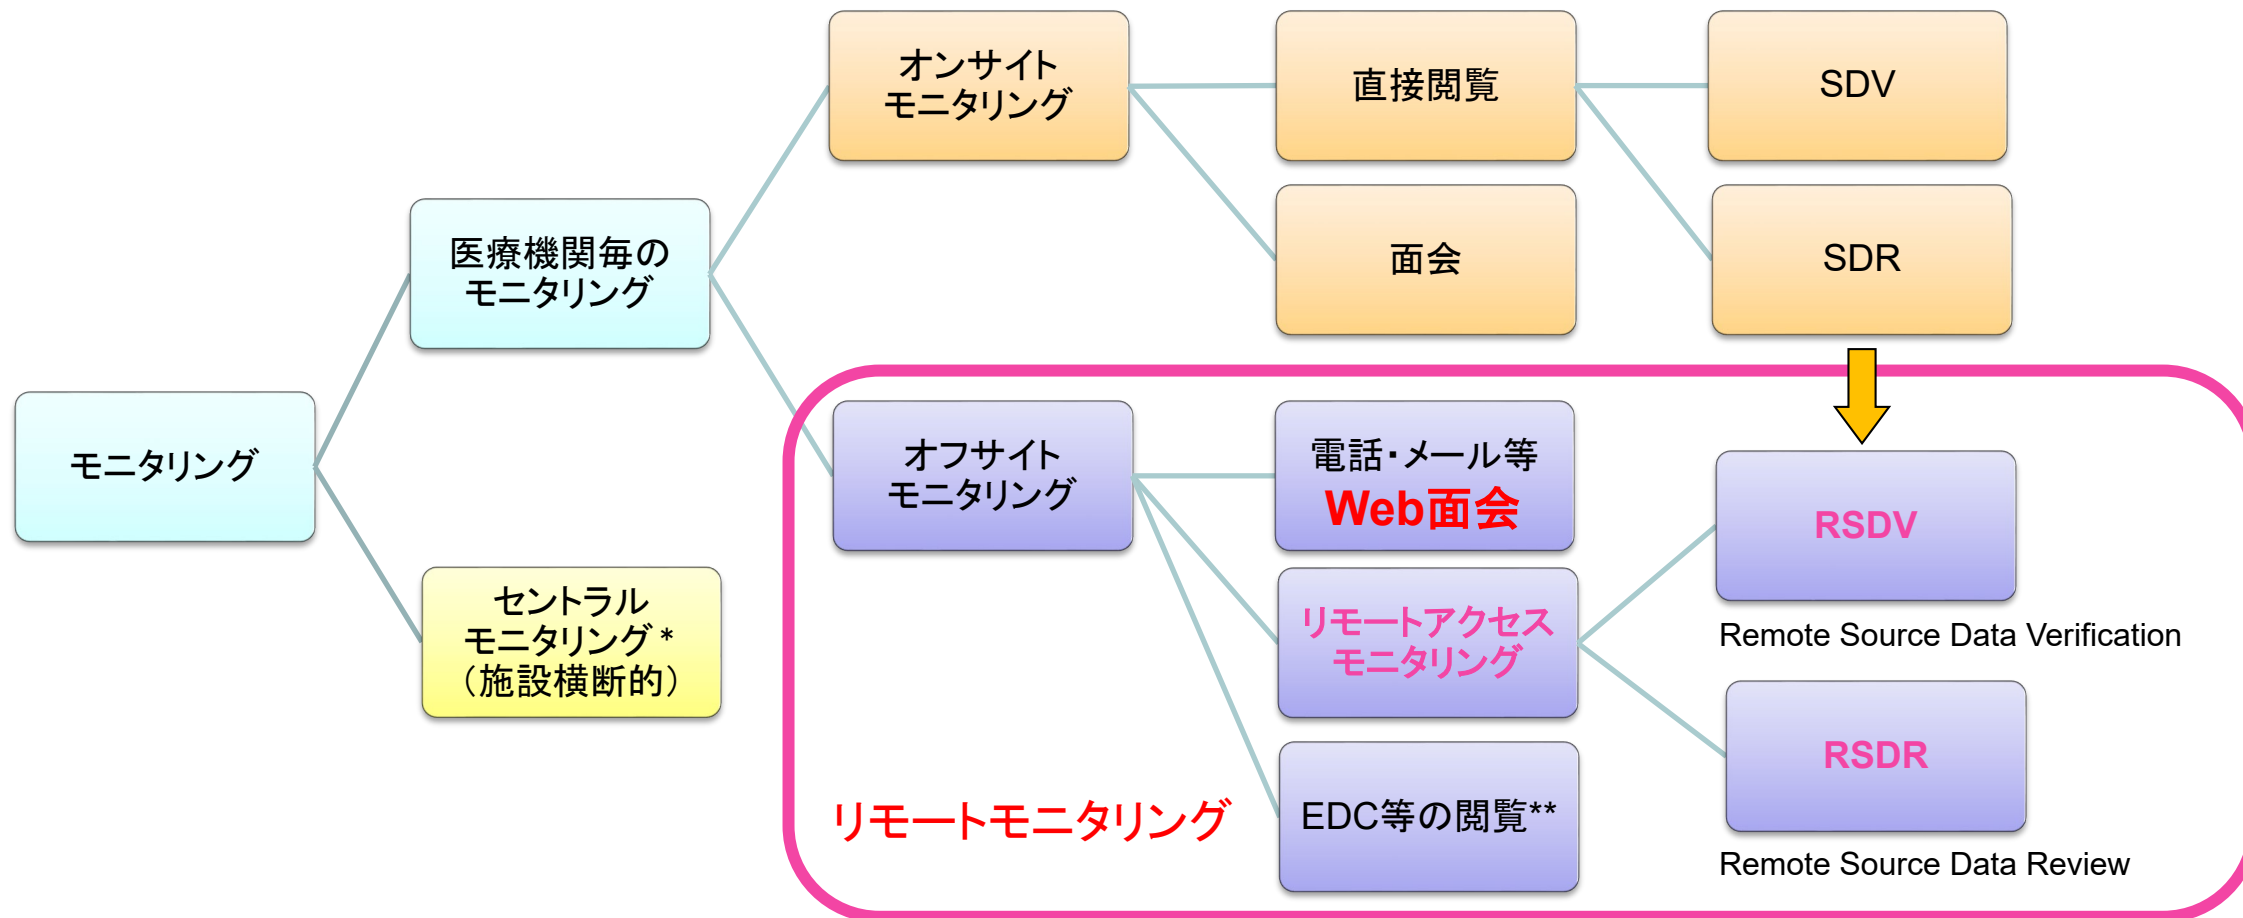 モニタリング
医療機関毎の
モニタリング
セントラル
モニタリング *
（施設横断的）
オンサイト
モニタリング
直接閲覧
SDV
面会
SDR
オフサイト
モニタリング
電話・メール等
Web面会
リモートアクセス
モニタリング
EDC等の閲覧**
RSDV
Remote Source Data Verification
RSDR
Remote Source Data Review
リモートモニタリング